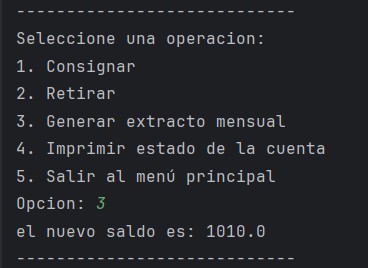 ----------------------------
Seleccione una operacion:
1. Consignar
2. Retirar
3. Generar extracto mensual
4. Imprimir estado de la cuenta
5. Salir al menú principal
Opcion: 3
el nuevo saldo es: 1010.0
----------------------------